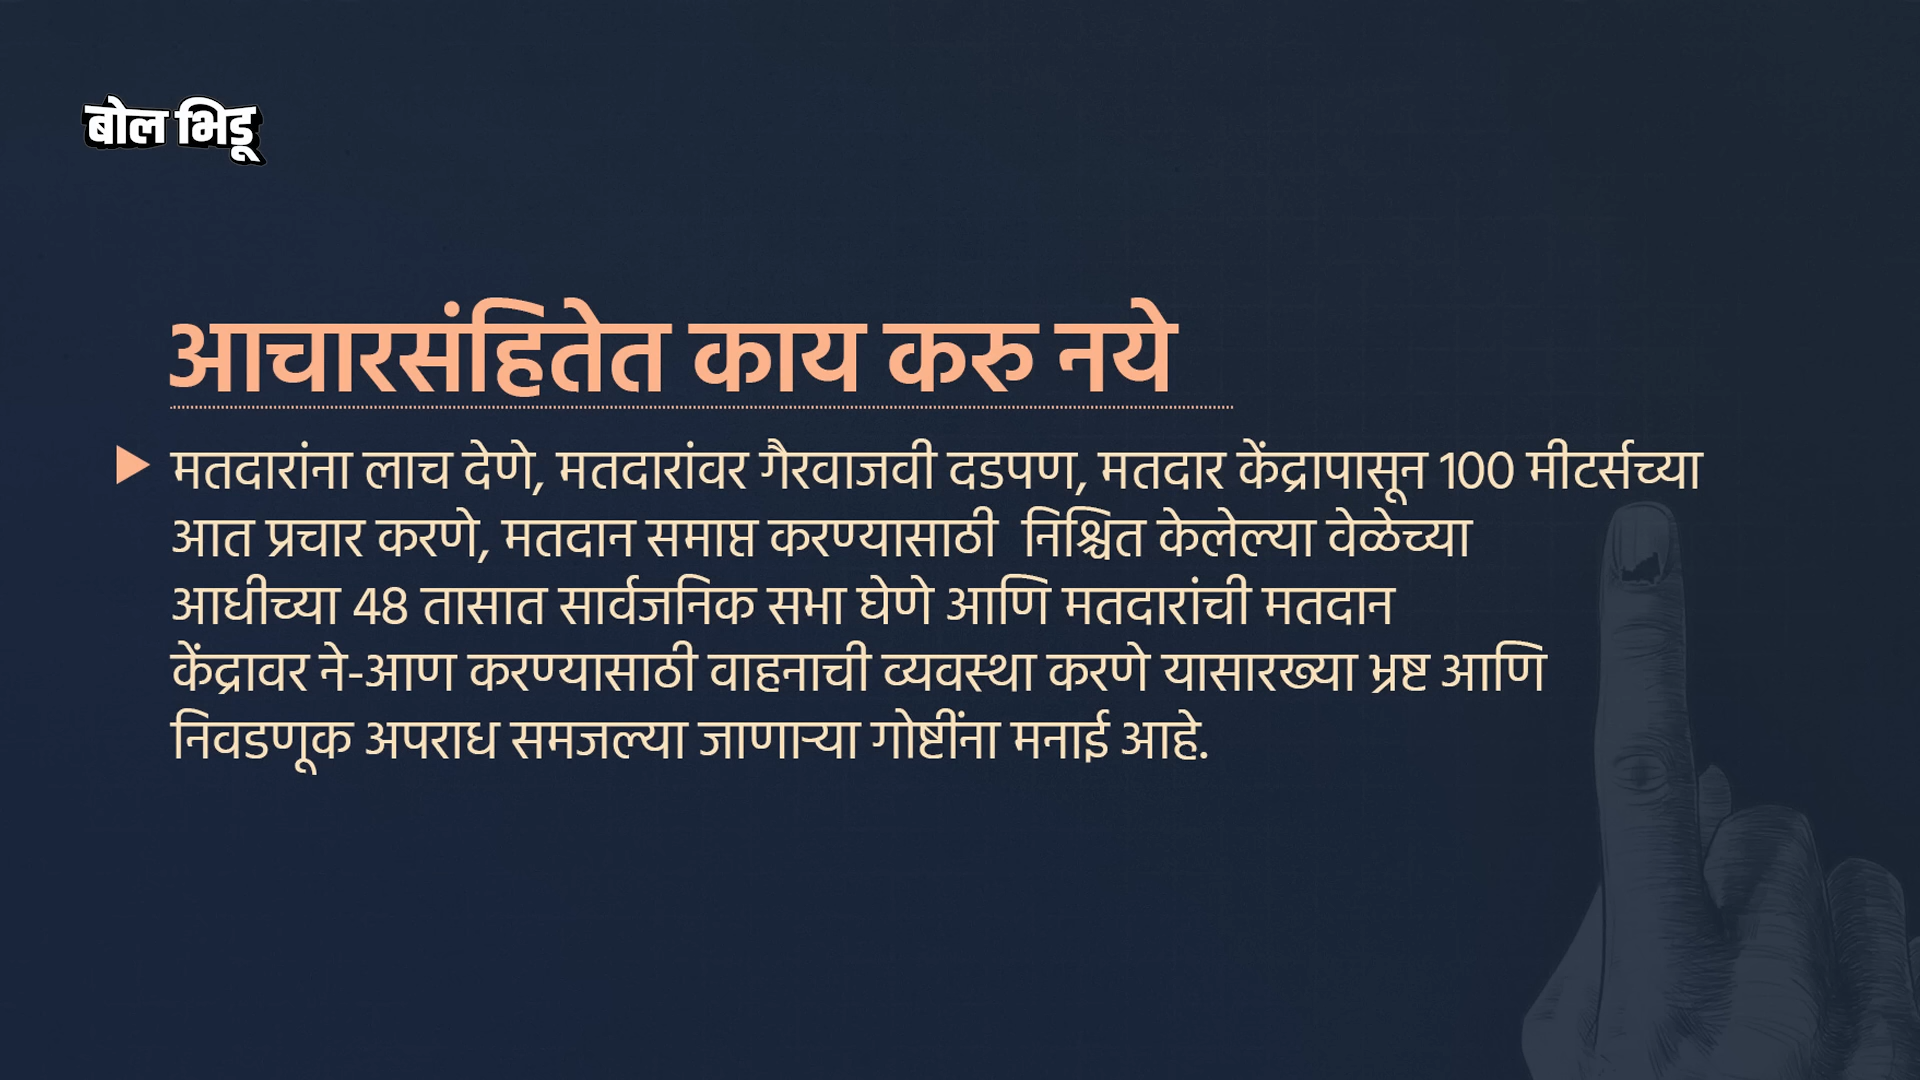 बोल भिडू
आचारसंहितेत काय करु नये
मतदारांना लाच देणे, मतदारांवर गैरवाजवी दडपण, मतदार केंद्रापासून 100 मीटर्सच्या
आत प्रचार करणे, मतदान समाप्त करण्यासाठी निश्चित केलेल्या वेळेच्या
आधीच्या 48 तासात सार्वजनिक सभा घेणे आणि मतदारांची मतदान
केंद्रावर ने-आण करण्यासाठी वाहनाची व्यवस्था करणे यासारख्या भ्रष्ट आणि
निवडणूक अपराध समजल्या जाणाऱ्या गोष्टींना मनाई आहे.